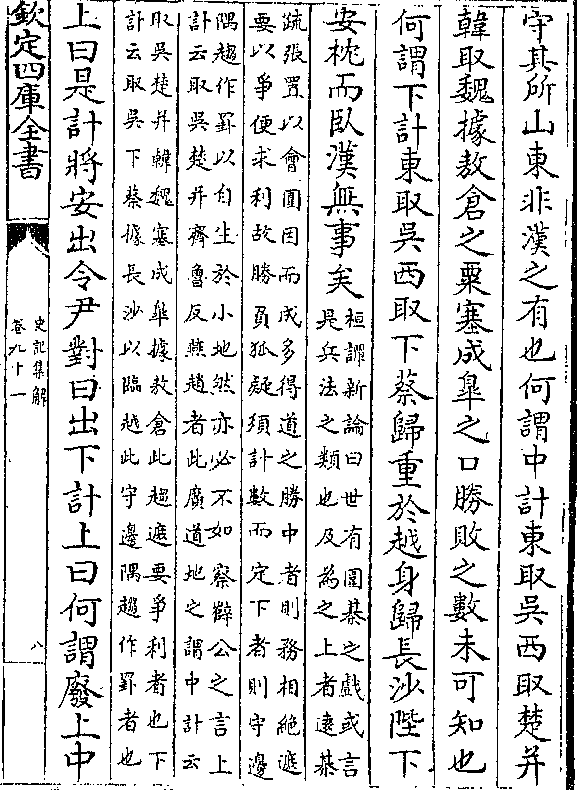 守其所山東非漢之有也何謂中計東取吳西取楚并
韓取魏據敖倉之粟塞成臯之口勝敗之數未可知也
何謂下計東取吳西取下蔡歸重於越身歸長沙陛下
安枕而臥漢無事矣
桓譚新論曰世有圍棊之戲或言
是兵法之類也及為之上者逺棊
疏張置以會圍因而成多得道之勝中者則務相絶遮
要以爭便求利故勝負狐疑須計數而定下者則守邊
隅趨作罫以自生於小地然亦必不如察薛公之言上
計云取吳楚并齊魯反燕趙者此廣道地之謂中計云
取吳楚并韓魏塞成臯據敖倉此趨遮要爭利者也下
計云取吳下蔡據長沙以臨越此守邊隅趨作罫者也
上曰是計將安出令尹對曰出下計上曰何謂廢上中
欽定四庫全書
史記集解
卷九十一
八